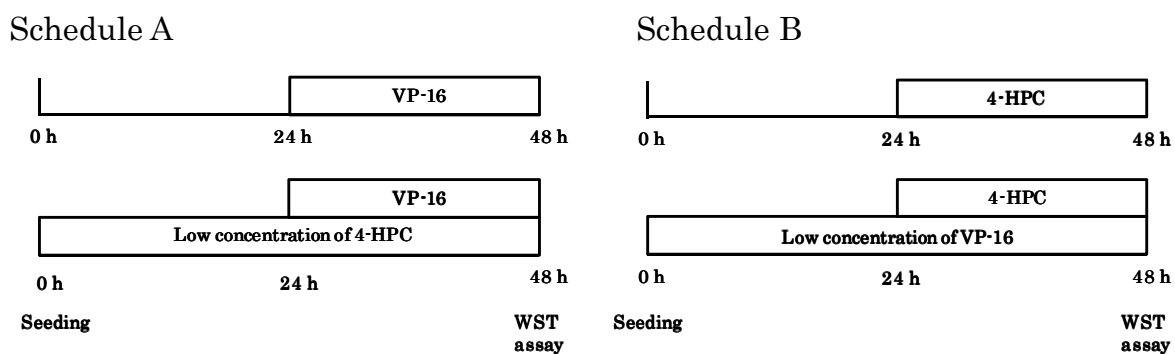 Schedule A
VP-16
0 h 24 h 48 h
VP-16
Low concentration of 4-HPC
0 h 24 h 48 h
Seeding WST
assay
Schedule B
4-HPC
0 h 24 h 48 h
4-HPC
Low concentration of VP-16
0 h 24 h 48 h
Seeding WST
assay